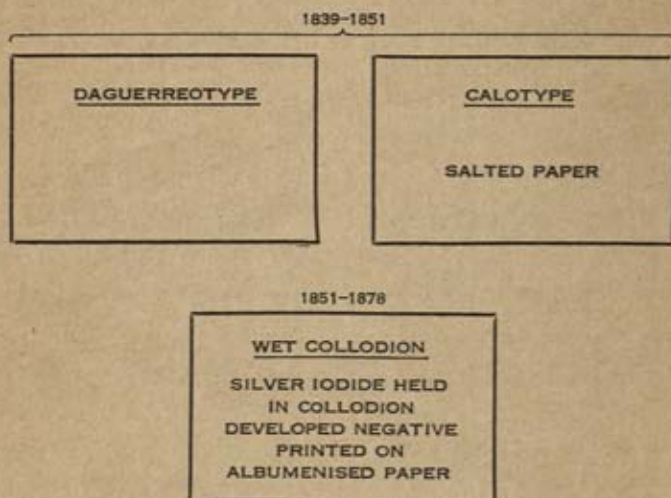 1839-1851
DAGUERREOTYPE
CALOTYPE
SALTED PAPER
1851-1878
WET COLLODION
SILVER IODIDE HELD
IN COLLODION
DEVELOPED NEGATIVE
PRINTED ON
ALBUMENISED PAPER